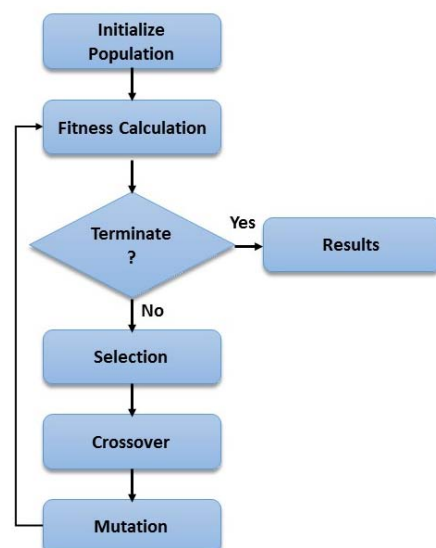 Initialize
Population
Fitness Calculation
Terminate
?
Yes
Results
No
Selection
Crossover
Mutation